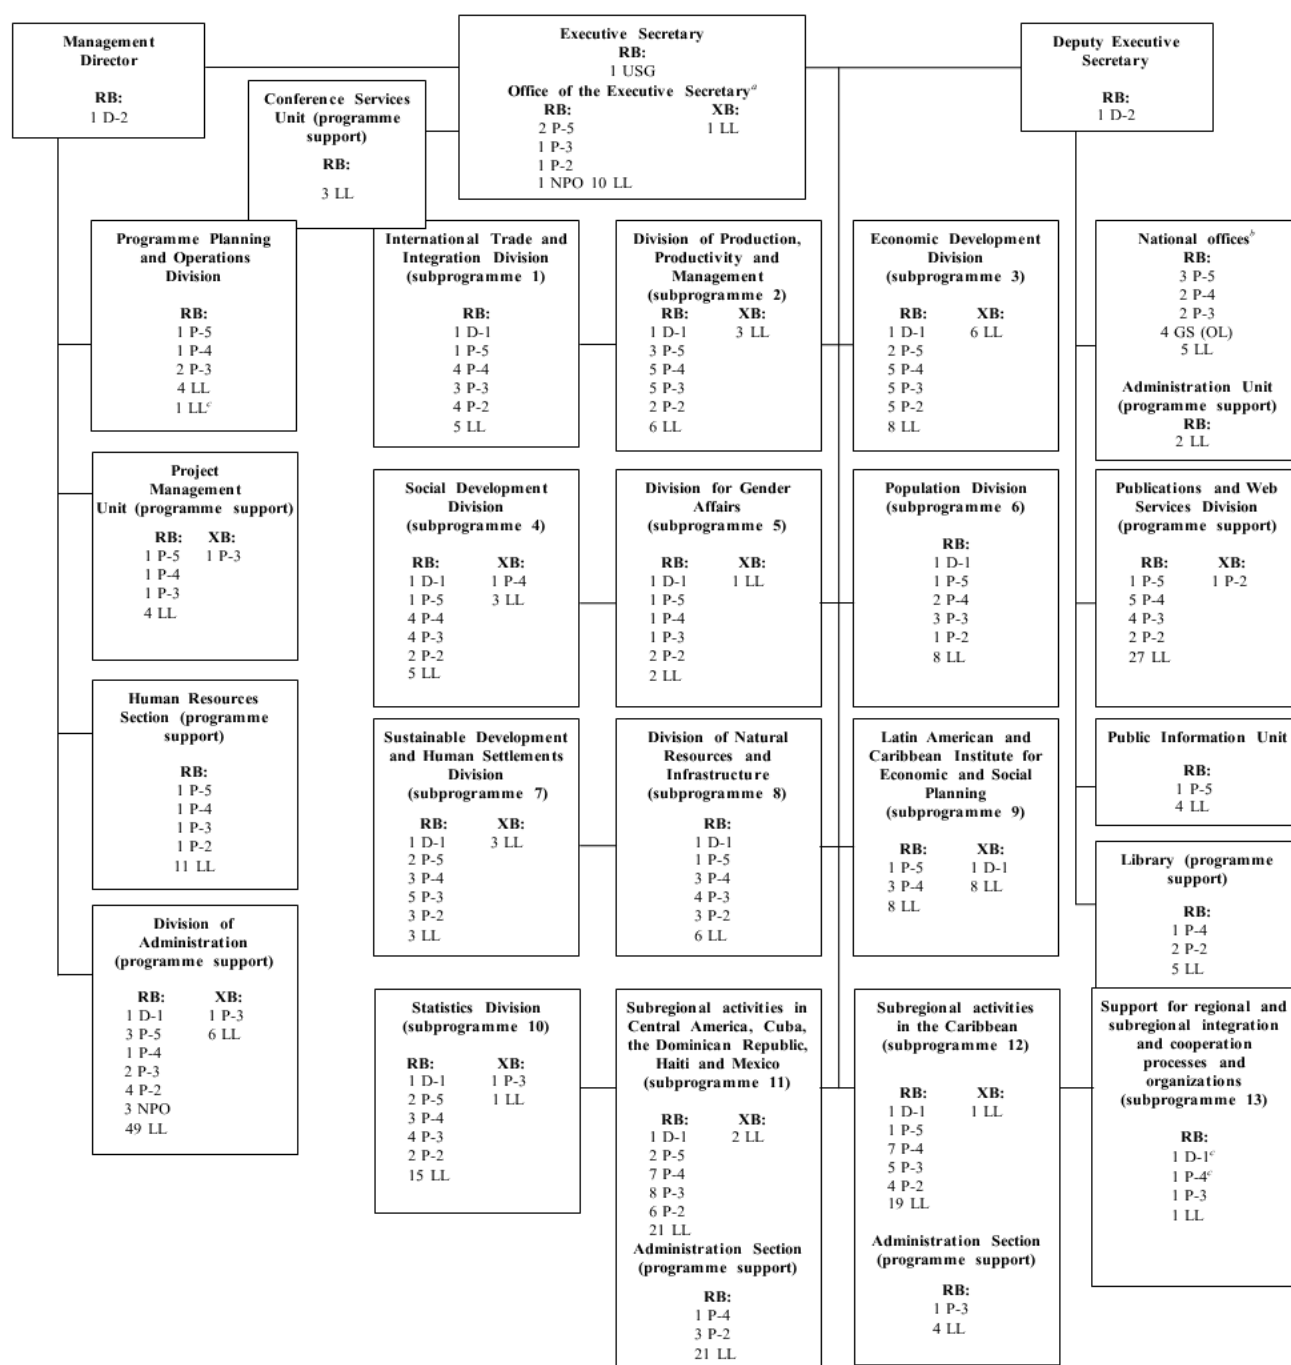 Management
Director
RB:
1 D-2
Executive Secretary
RB:
1 USG
Office of the Executive Secretaryᵃ
RB: XB:
2 P-5 1 LL
1 P-3
1 P-2
1 NPO 10 LL
Deputy Executive
Secretary
RB:
1 D-2
Conference Services
Unit (programme
support)
RB:
3 LL
Programme Planning
and Operations
Division
RB:
1 P-5
1 P-4
2 P-3
4 LL
1 LLᶜ
International Trade and
Integration Division
(subprogramme 1)
RB:
1 D-1
1 P-5
4 P-4
3 P-3
4 P-2
5 LL
Division of Production,
Productivity and
Management
(subprogramme 2)
RB: XB:
1 D-1 3 LL
3 P-5
5 P-4
5 P-3
2 P-2
6 LL
Economic Development
Division
(subprogramme 3)
RB: XB:
1 D-1 6 LL
2 P-5
5 P-4
5 P-3
5 P-2
8 LL
National officesᵇ
RB:
3 P-5
2 P-4
2 P-3
4 GS (OL)
5 LL
Administration Unit
(programme support)
RB:
2 LL
Project
Management
Unit (programme support)
RB: XB:
1 P-5 1 P-3
1 P-4
1 P-3
4 LL
Social Development
Division
(subprogramme 4)
RB: XB:
1 D-1 1 P-4
1 P-5 3 LL
4 P-4
4 P-3
2 P-2
5 LL
Division for Gender
Affairs
(subprogramme 5)
RB: XB:
1 D-1 1 LL
1 P-5
1 P-4
1 P-3
2 P-2
2 LL
Population Division
(subprogramme 6)
RB:
1 D-1
1 P-5
2 P-4
3 P-3
1 P-2
8 LL
Publications and Web
Services Division
(programme support)
RB: XB:
1 P-5 1 P-2
5 P-4
4 P-3
2 P-2
27 LL
Human Resources
Section (programme
support)
RB:
1 P-5
1 P-4
1 P-3
1 P-2
11 LL
Sustainable Development
and Human Settlements
Division
(subprogramme 7)
RB: XB:
1 D-1 3 LL
2 P-5
3 P-4
5 P-3
3 P-2
3 LL
Division of Natural
Resources and
Infrastructure
(subprogramme 8)
RB:
1 D-1
1 P-5
3 P-4
4 P-3
3 P-2
6 LL
Latin American and
Caribbean Institute for
Economic and Social
Planning
(subprogramme 9)
RB: XB:
1 P-5 1 D-1
3 P-4 8 LL
8 LL
Public Information Unit
RB:
1 P-5
4 LL
Library (programme
support)
RB:
1 P-4
2 P-2
5 LL
Division of
Administration
(programme support)
RB: XB:
1 D-1 1 P-3
3 P-5 6 LL
1 P-4
2 P-3
4 P-2
3 NPO
49 LL
Statistics Division
(subprogramme 10)
RB: XB:
1 D-1 1 P-3
2 P-5 1 LL
3 P-4
4 P-3
2 P-2
15 LL
Subregional activities in
Central America, Cuba,
the Dominican Republic,
Haiti and Mexico
(subprogramme 11)
RB: XB:
1 D-1 2 LL
2 P-5
7 P-4
8 P-3
6 P-2
21 LL
Administration Section
(programme support)
RB:
1 P-4
3 P-2
21 LL
Subregional activities
in the Caribbean
(subprogramme 12)
RB: XB:
1 D-1 1 LL
1 P-5
7 P-4
5 P-3
4 P-2
19 LL
Administration Section
(programme support)
RB:
1 P-3
4 LL
Support for regional and
subregional integration
and cooperation
processes and
organizations
(subprogramme 13)
RB:
1 D-1ᶜ
1 P-4ᶜ
1 P-3
1 LL